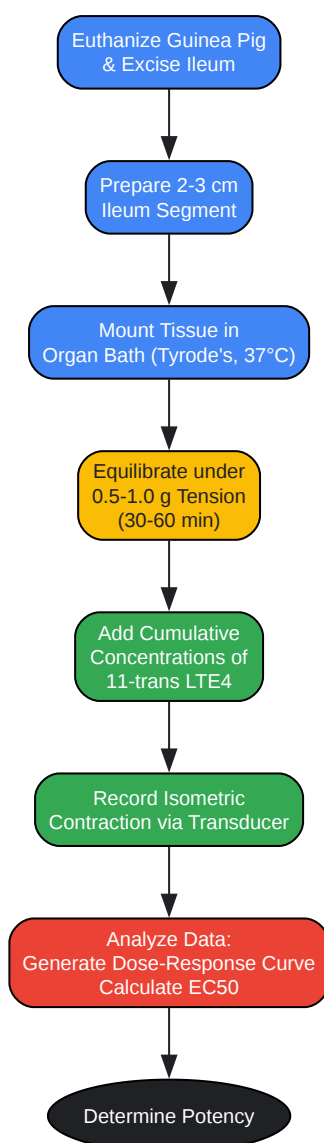 Euthanize Guinea Pig
& Excise Ileum
Prepare 2-3 cm
Ileum Segment
Mount Tissue in
Organ Bath (Tyrode's, 37°C)
Equilibrate under
0.5-1.0 g Tension
(30-60 min)
Add Cumulative
Concentrations of
11-trans LTE4
Record Isometric
Contraction via Transducer
Analyze Data:
Generate Dose-Response Curve
Calculate EC50
Determine Potency